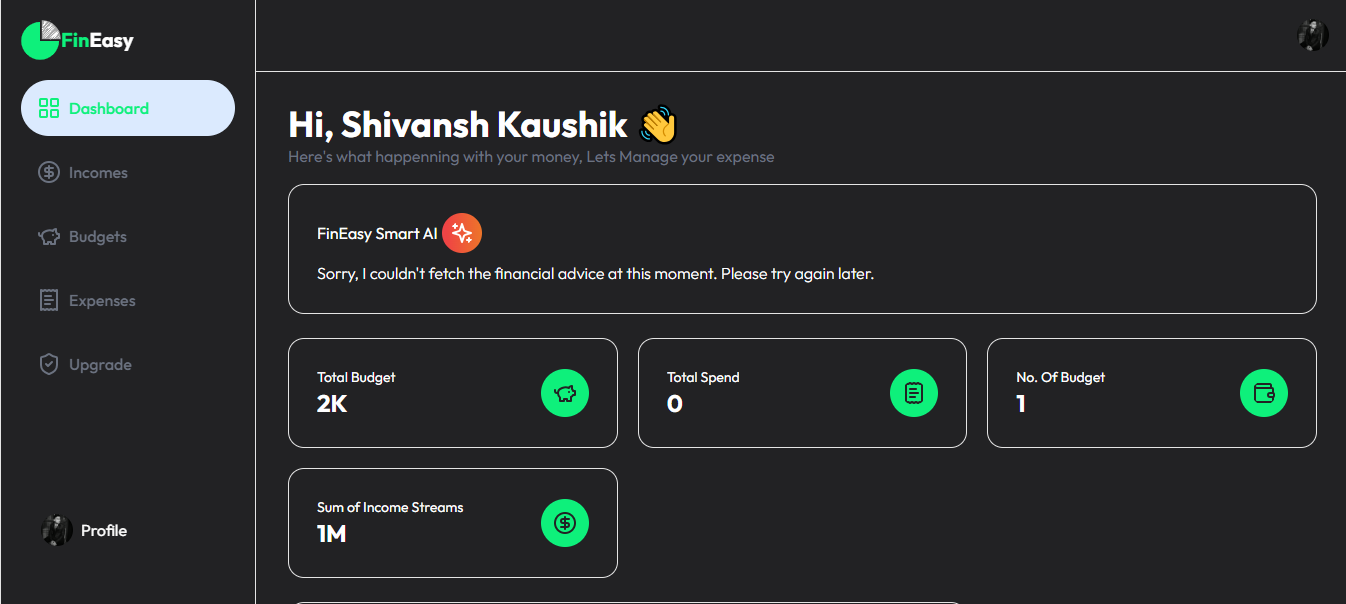 FinEasy
Dashboard
Incomes
Budgets
Expenses
Upgrade
Profile
Hi, Shivansh Kaushik 👋
Here's what happenning with your money, Lets Manage your expense
FinEasy Smart AI
Sorry, I couldn't fetch the financial advice at this moment. Please try again later.
Total Budget
2K
Total Spend
0
No. Of Budget
1
Sum of Income Streams
1M